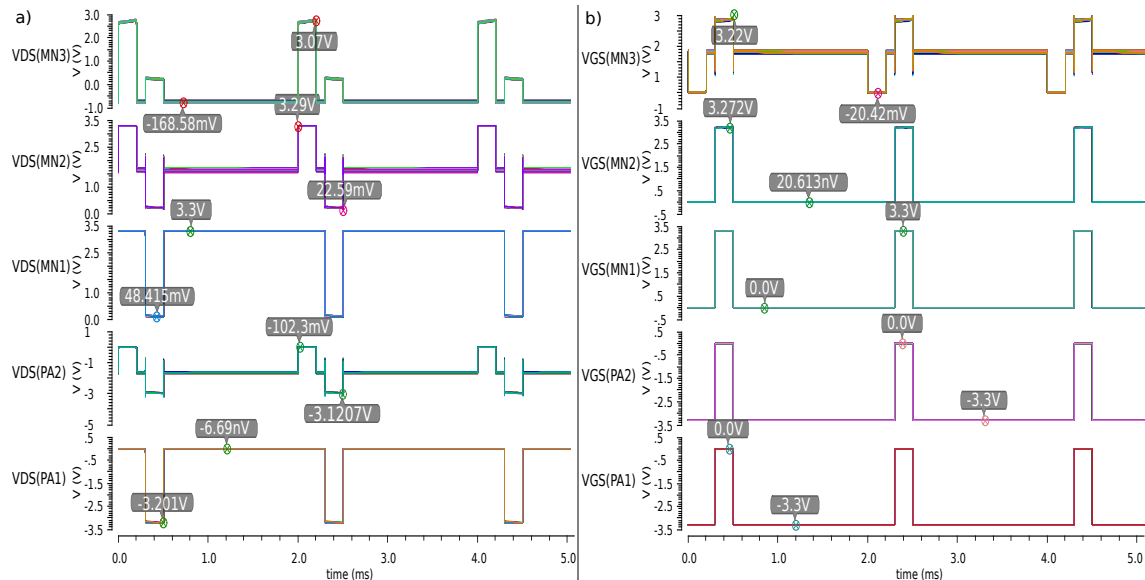 a)
VDS(MN3)
V (V)
3.0
2.0
1.0
0.0
-1.0
3.07V
-168.58mV
VDS(MN2)
V (V)
3.5
2.5
1.5
0.0
3.29V
22.59mV
VDS(MN1)
V (V)
3.5
2.5
1.0
0.0
3.3V
48.415mV
VDS(PA2)
V (V)
1
-1
-3
-5
-102.3mV
-3.1207V
VDS(PA1)
V (V)
.5
-.5
-1.5
-2.5
-3.5
-6.69nV
-3.201V
0.0
1.0
2.0
3.0
4.0
5.0
time (ms)
b)
VGS(MN3)
V (V)
3
2
1
-1
3.22V
-20.42mV
VGS(MN2)
V (V)
3.5
2.5
1.5
.5
-.5
3.272V
20.613nV
VGS(MN1)
V (V)
3.5
2.5
1.5
.5
-.5
3.3V
0.0V
VGS(PA2)
V (V)
.5
-.5
-1.5
-2.5
-3.5
0.0V
-3.3V
VGS(PA1)
V (V)
.5
-.5
-1.5
-2.5
-3.5
0.0V
-3.3V
0.0
1.0
2.0
3.0
4.0
5.0
time (ms)